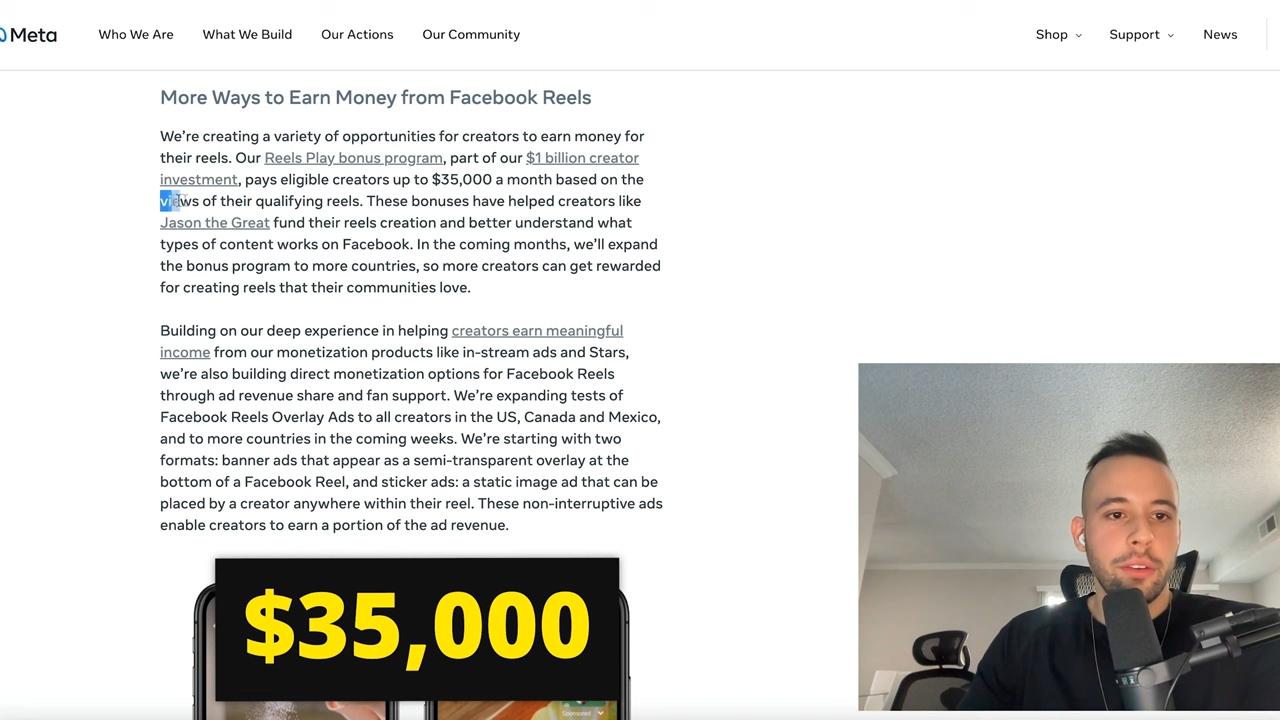 Meta
Who We Are
What We Build
Our Actions
Our Community
Shop
Support
News
More Ways to Earn Money from Facebook Reels
We’re creating a variety of opportunities for creators to earn money for
their reels. Our Reels Play bonus program, part of our $1 billion creator
investment, pays eligible creators up to $35,000 a month based on the
views of their qualifying reels. These bonuses have helped creators like
Jason the Great fund their reels creation and better understand what
types of content works on Facebook. In the coming months, we’ll expand
the bonus program to more countries, so more creators can get rewarded
for creating reels that their communities love.
Building on our deep experience in helping creators earn meaningful
income from our monetization products like in-stream ads and Stars,
we’re also building direct monetization options for Facebook Reels
through ad revenue share and fan support. We’re expanding tests of
Facebook Reels Overlay Ads to all creators in the US, Canada and Mexico,
and to more countries in the coming weeks. We’re starting with two
formats: banner ads that appear as a semi-transparent overlay at the
bottom of a Facebook Reel, and sticker ads: a static image ad that can be
placed by a creator anywhere within their reel. These non-interruptive ads
enable creators to earn a portion of the ad revenue.
$35,000
Sponsored